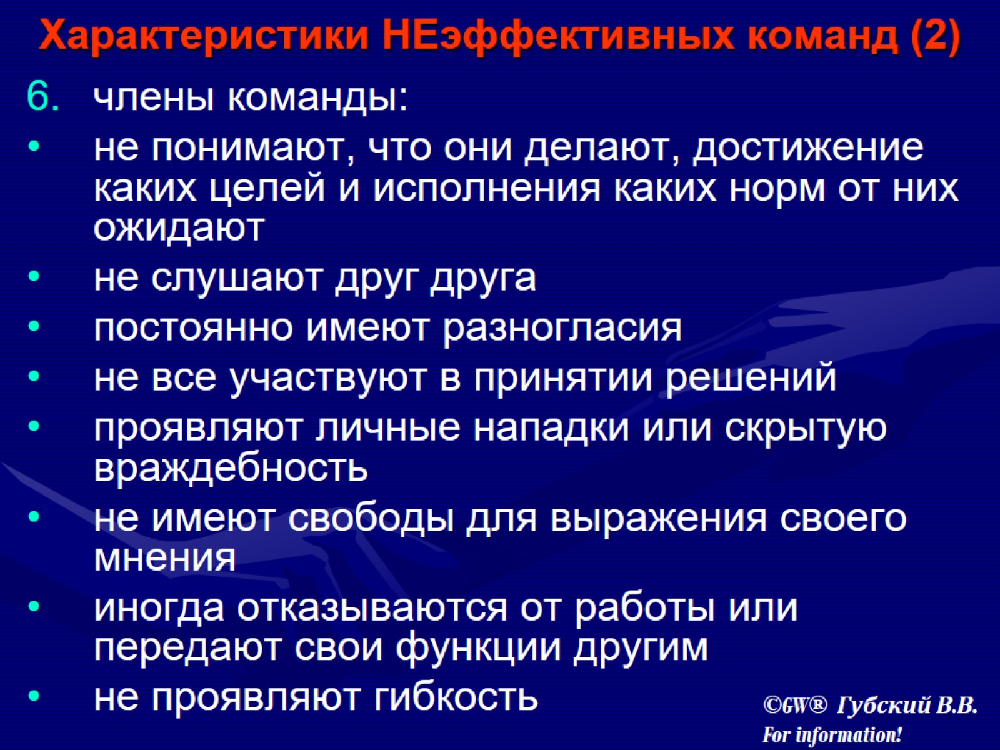 Характеристики НЕэффективных команд (2)
6. члены команды:
• не понимают, что они делают, достижение
каких целей и исполнения каких норм от них
ожидают
• не слушают друг друга
• постоянно имеют разногласия
• не все участвуют в принятии решений
• проявляют личные нападки или скрытую
враждебность
• не имеют свободы для выражения своего
мнения
• иногда отказываются от работы или
передают свои функции другим
• не проявляют гибкость
©GW® Губский В.В.
For information!